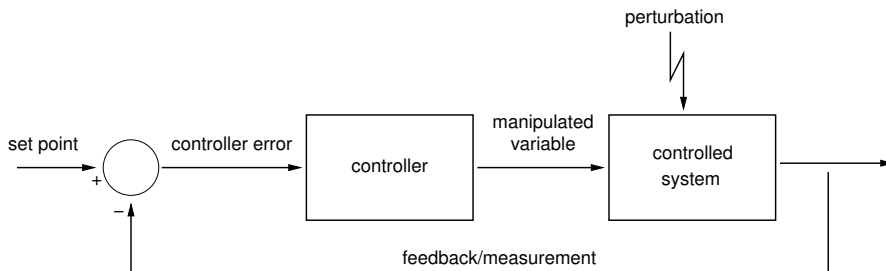 perturbation
set point
controller error
controller
manipulated
variable
controlled
system
+
–
feedback/measurement